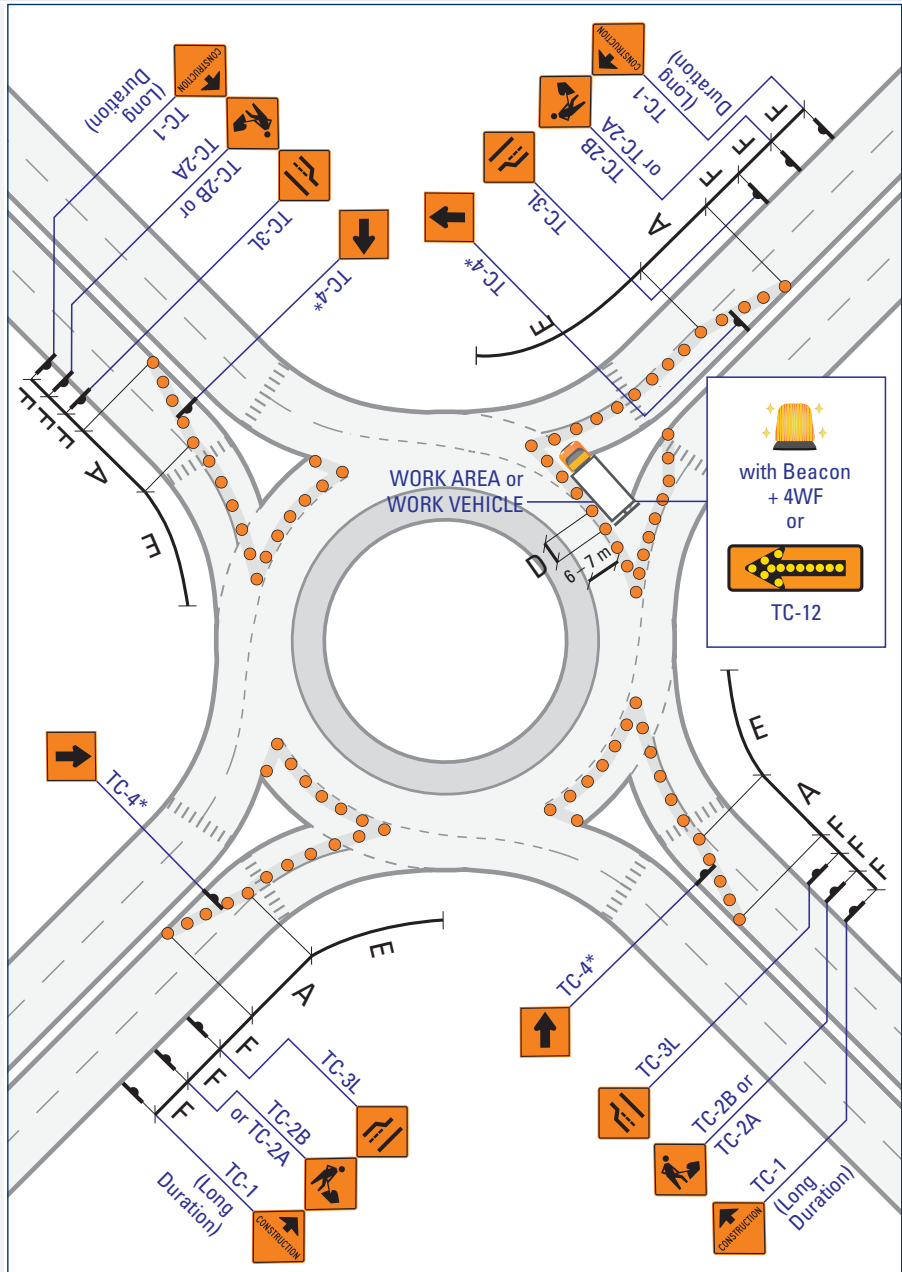 CONSTRUCTION
TC-1
(Long
Duration)
TC-2B or
TC-2A
TC-3L
TC-4*
F
F
F
A
E
CONSTRUCTION
TC-1
(Long
Duration)
TC-2B
or TC-2A
TC-3L
TC-4*
F
F
F
A
E
WORK AREA or
WORK VEHICLE
D
6 – 7 m
with Beacon
+ 4WF
or
TC-12
TC-4*
E
A
F
F
F
TC-3L
TC-2B
or TC-2A
TC-1
(Long
Duration)
CONSTRUCTION
E
A
F
F
F
TC-4*
TC-3L
TC-2B or
TC-2A
TC-1
(Long
Duration)
CONSTRUCTION